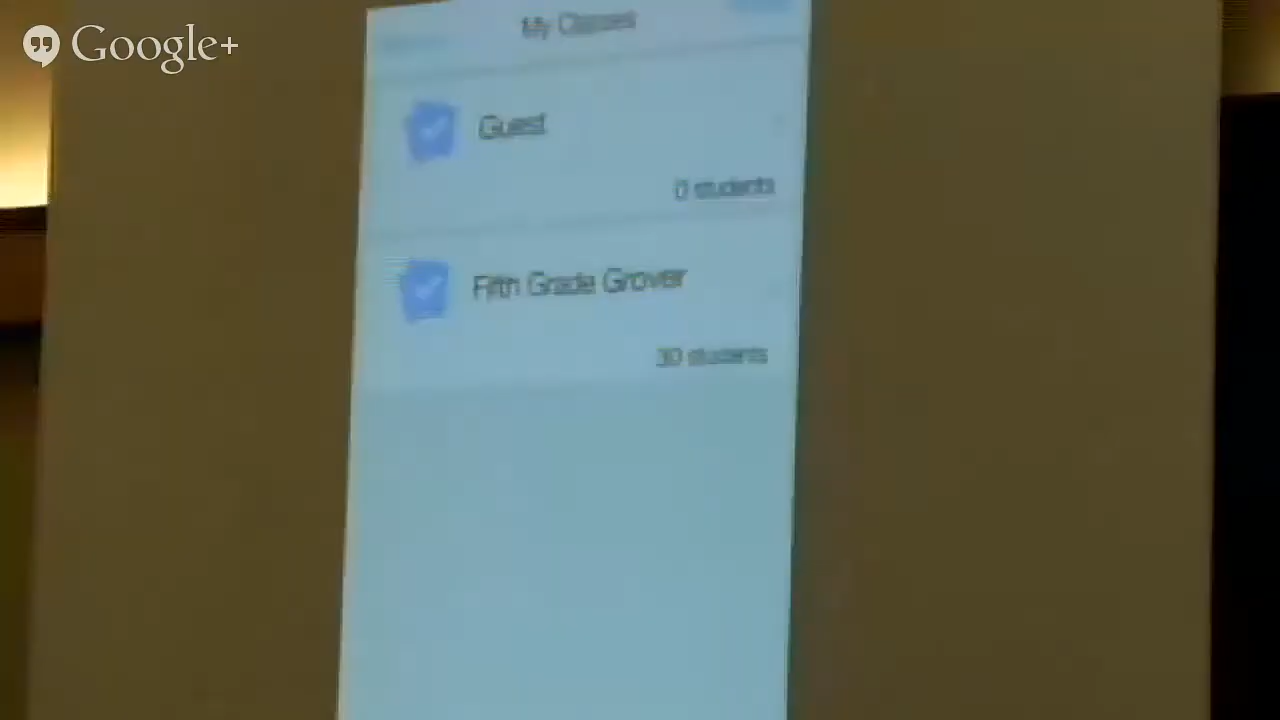 Google+
My Classes
Guest
0 students
Fifth Grade Grover
30 students